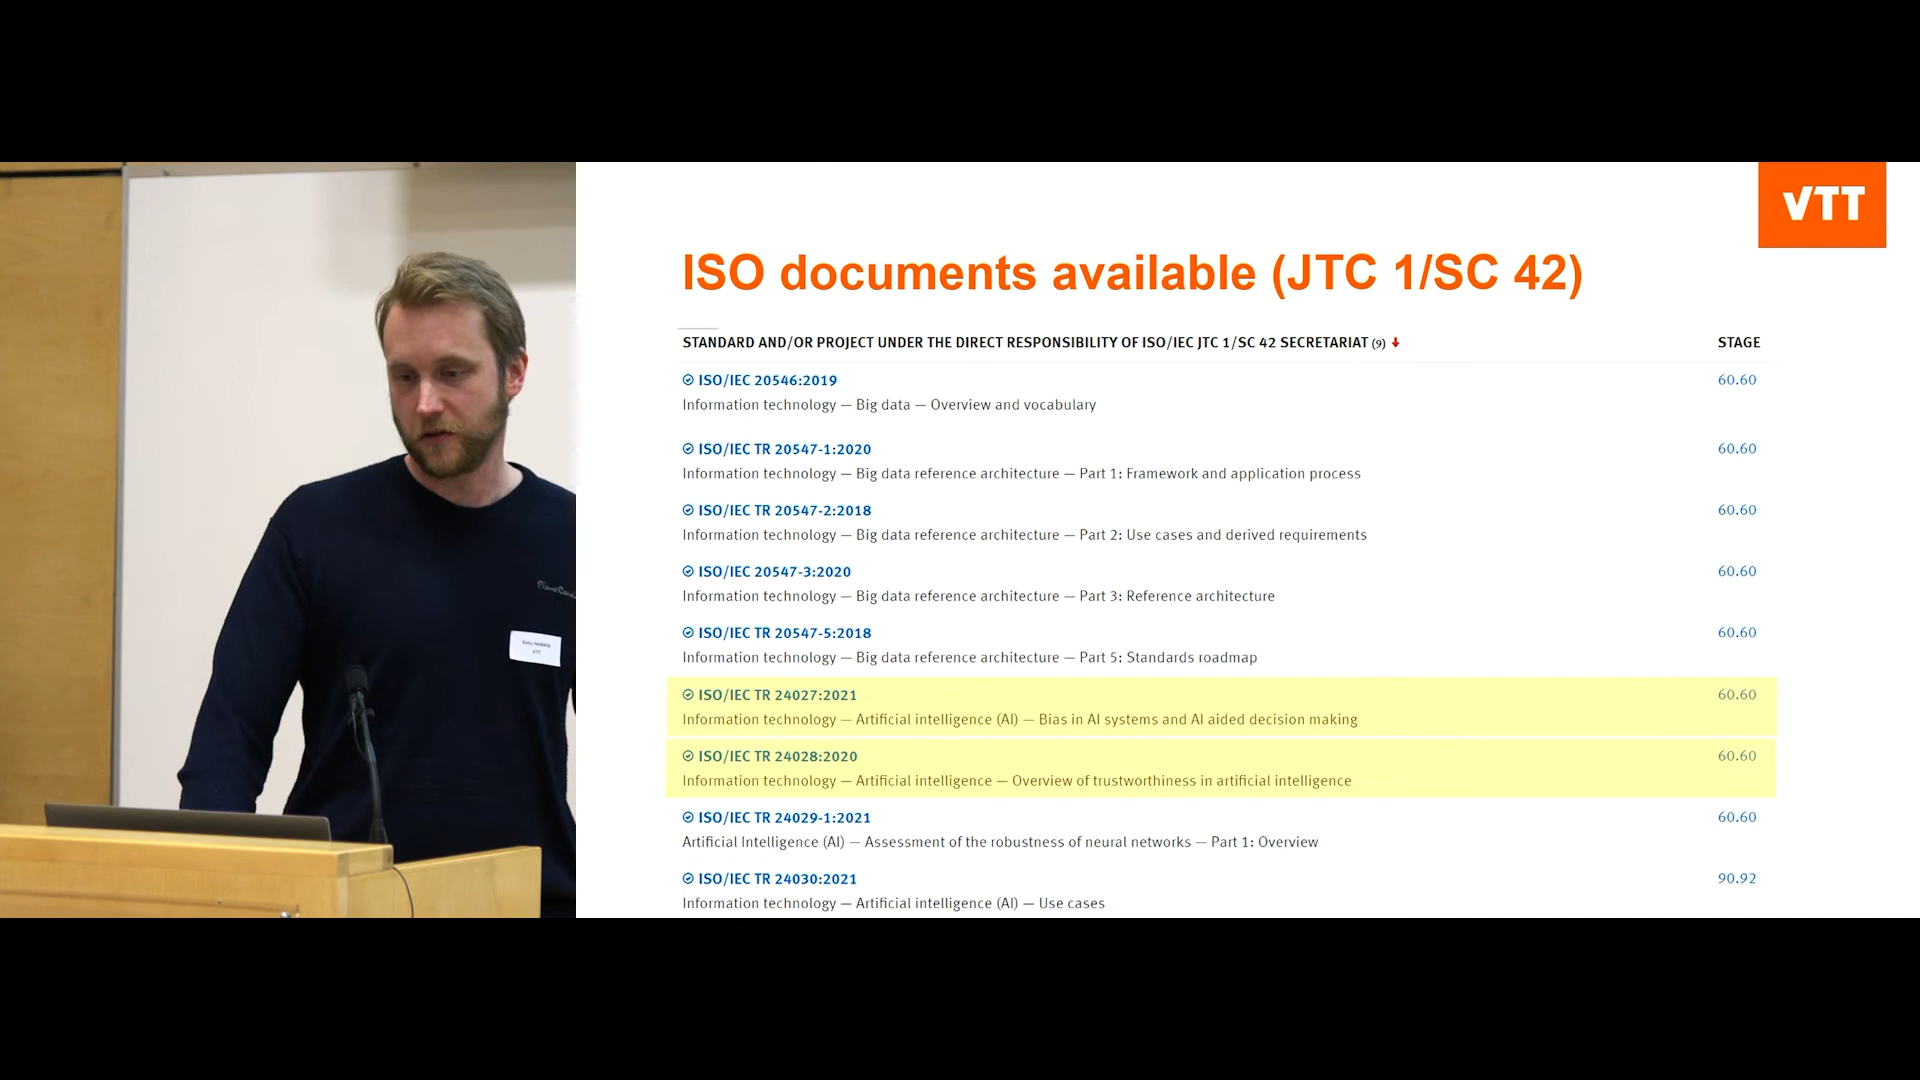 VTT
ISO documents available (JTC 1/SC 42)
STANDARD AND/OR PROJECT UNDER THE DIRECT RESPONSIBILITY OF ISO/IEC JTC 1/SC 42 SECRETARIAT (9) STAGE
ISO/IEC 20546:2019 60.60
Information technology — Big data — Overview and vocabulary
ISO/IEC TR 20547-1:2020 60.60
Information technology — Big data reference architecture — Part 1: Framework and application process
ISO/IEC TR 20547-2:2018 60.60
Information technology — Big data reference architecture — Part 2: Use cases and derived requirements
ISO/IEC 20547-3:2020 60.60
Information technology — Big data reference architecture — Part 3: Reference architecture
ISO/IEC TR 20547-5:2018 60.60
Information technology — Big data reference architecture — Part 5: Standards roadmap
ISO/IEC TR 24027:2021 60.60
Information technology — Artificial intelligence (AI) — Bias in AI systems and AI aided decision making
ISO/IEC TR 24028:2020 60.60
Information technology — Artificial intelligence — Overview of trustworthiness in artificial intelligence
ISO/IEC TR 24029-1:2021 60.60
Artificial Intelligence (AI) — Assessment of the robustness of neural networks — Part 1: Overview
ISO/IEC TR 24030:2021 90.92
Information technology — Artificial intelligence (AI) — Use cases
VTT